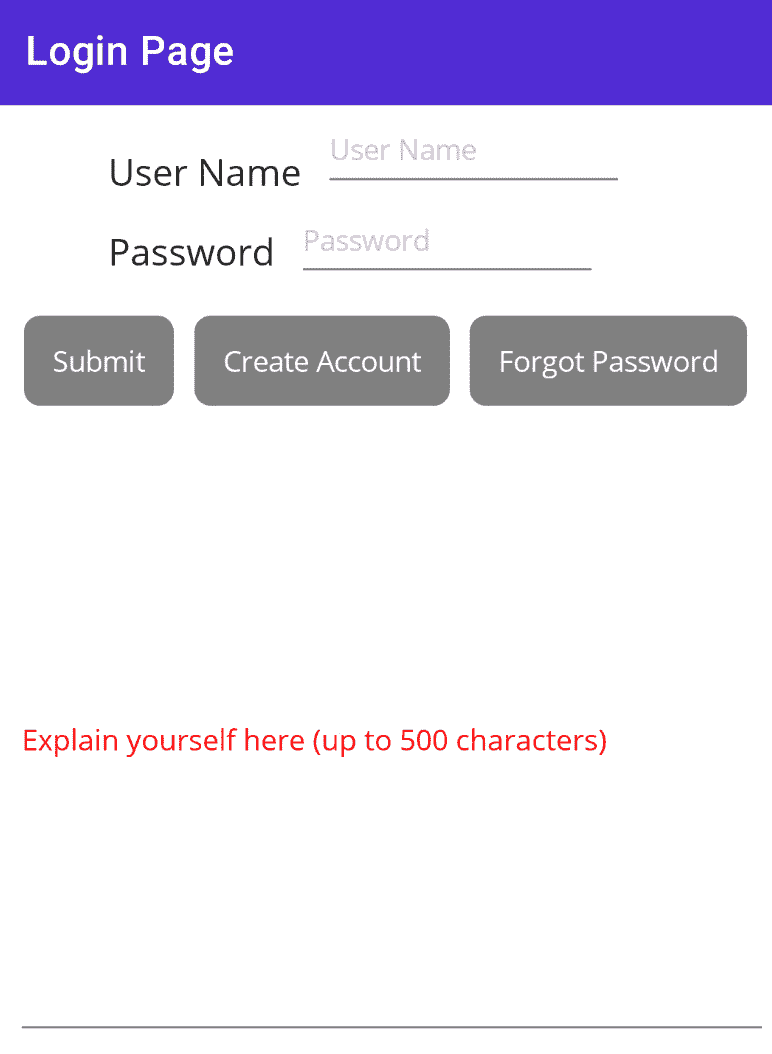 Login Page
User Name User Name
Password Password
Submit Create Account Forgot Password
Explain yourself here (up to 500 characters)